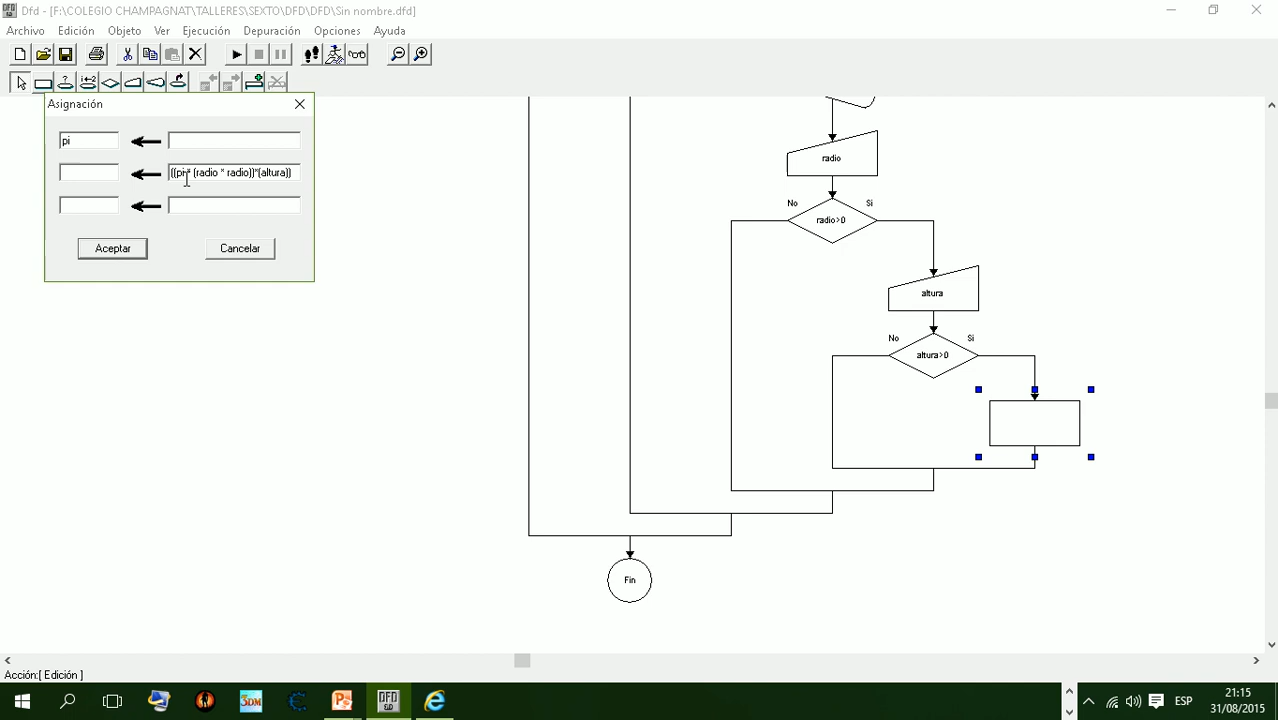 Dfd - [F:\COLEGIO CHAMPAGNAT\TALLERES\SEXTO\DFD\DFD\Sin nombre.dfd]
Archivo Edición Objeto Ver Ejecución Depuración Opciones Ayuda
Asignación
pi
((pi * (radio * radio))*(altura))
Aceptar Cancelar
radio
No Si
radio>0
altura
No Si
altura>0
Fin
Acción:[ Edición ]
21:15
ESP
31/08/2015